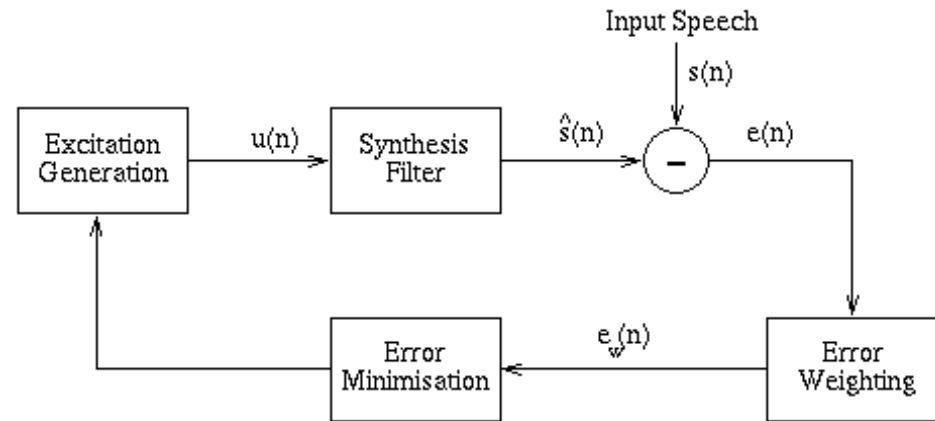 Input Speech
s(n)
Excitation
Generation
u(n)
Synthesis
Filter
ŝ(n)
-
e(n)
Error
Minimisation
e_w(n)
Error
Weighting